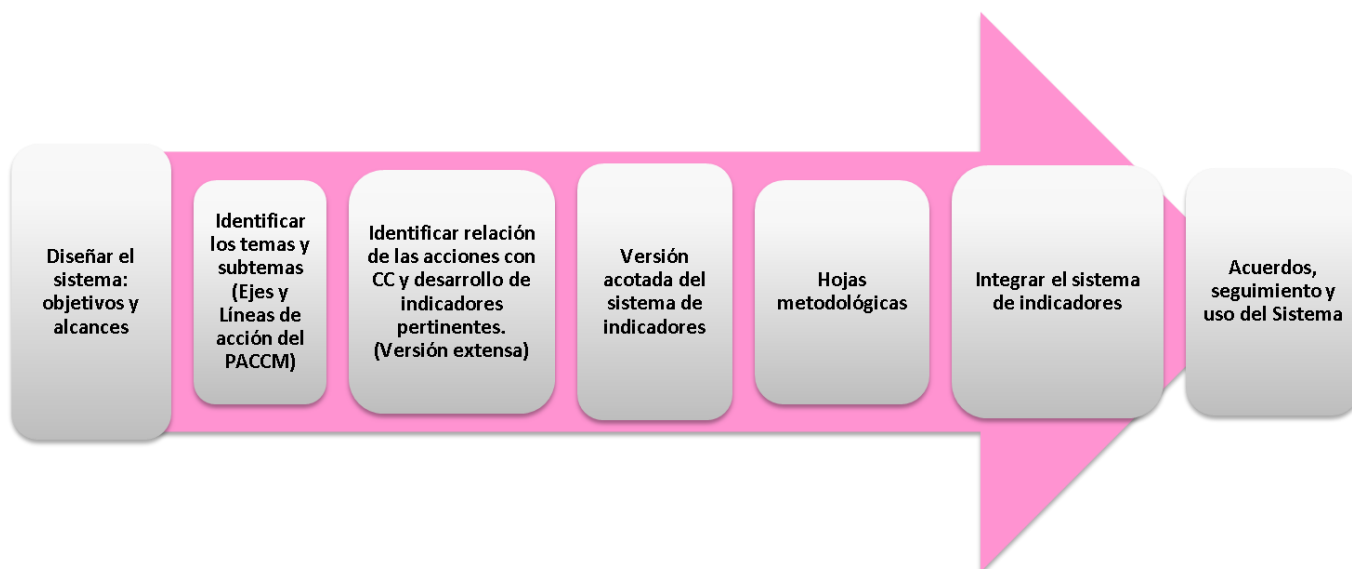 Diseñar el
sistema:
objetivos y
alcances
Identificar
los temas y
subtemas
(Ejes y
Líneas de
acción del
PACCM)
Identificar relación
de las acciones con
CC y desarrollo de
indicadores
pertinentes.
(Versión extensa)
Versión
acotada del
sistema de
indicadores
Hojas
metodológicas
Integrar el sistema
de indicadores
Acuerdos,
seguimiento y
uso del Sistema